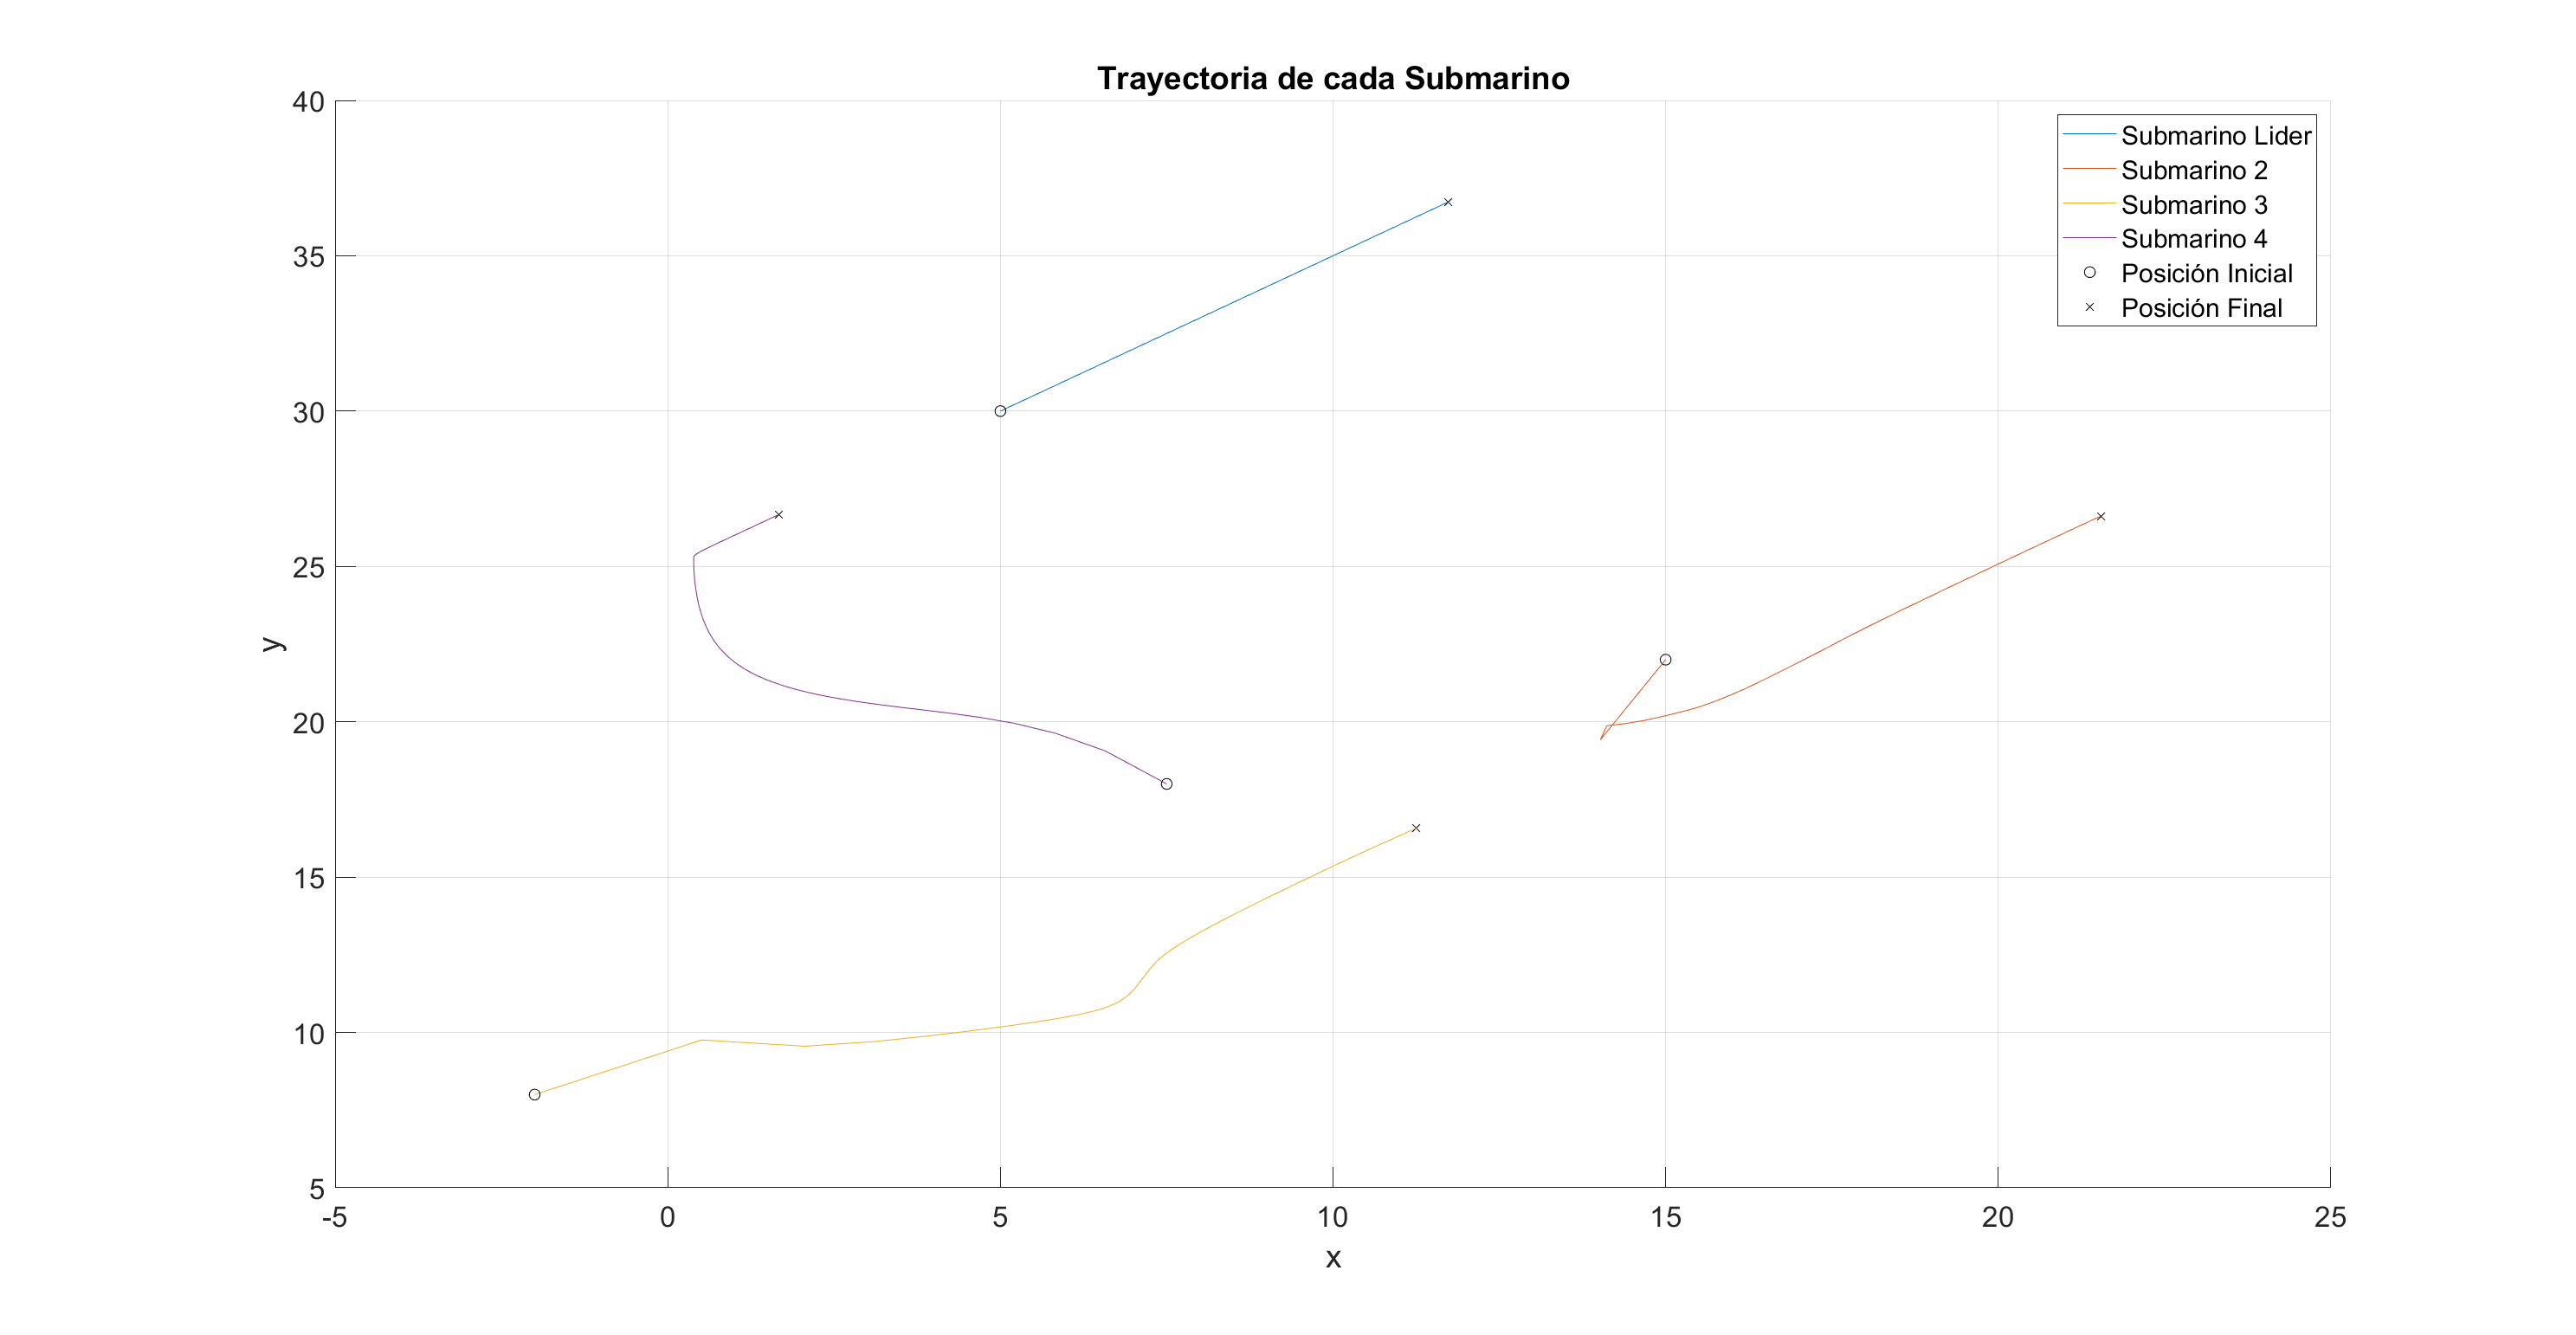 Trayectoria de cada Submarino
40
35
30
25
20
15
10
5
-5
0
5
10
15
20
25
x
y
Submarino Lider
Submarino 2
Submarino 3
Submarino 4
Posición Inicial
Posición Final